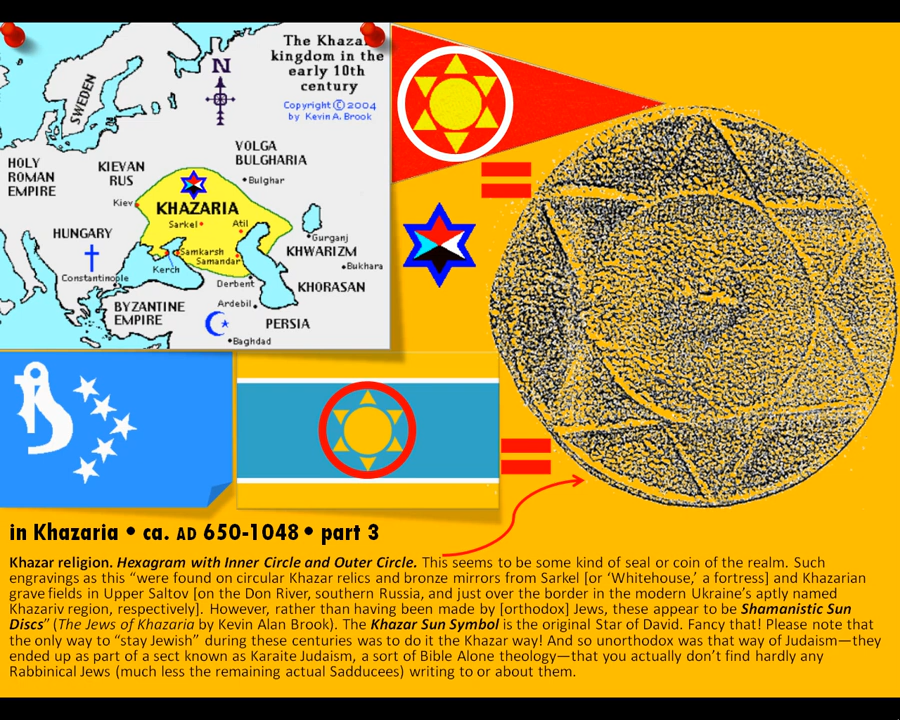 The Khazar
kingdom in the
early 10th
century
Copyright © 2004
by Kevin A. Brook
N
SWEDEN
HOLY
ROMAN
EMPIRE
KIEVAN
RUS
VOLGA
BULGHARIA
Bulghar
Kiev
KHAZARIA
Sarkel
Atil
HUNGARY
Samkarsh
Samandar
Kerch
Gurganj
KHWARIZM
Bukhara
Constantinople
Derbent
KHORASAN
BYZANTINE
EMPIRE
Ardebil
PERSIA
Baghdad
in Khazaria • ca. AD 650-1048 • part 3
Khazar religion. Hexagram with Inner Circle and Outer Circle. This seems to be some kind of seal or coin of the realm. Such
engravings as this “were found on circular Khazar relics and bronze mirrors from Sarkel [or ‘Whitehouse,’ a fortress] and Khazarian
grave fields in Upper Saltov [on the Don River, southern Russia, and just over the border in the modern Ukraine’s aptly named
Khazariv region, respectively]. However, rather than having been made by [orthodox] Jews, these appear to be Shamanistic Sun
Discs” (The Jews of Khazaria by Kevin Alan Brook). The Khazar Sun Symbol is the original Star of David. Fancy that! Please note that
the only way to “stay Jewish” during these centuries was to do it the Khazar way! And so unorthodox was that way of Judaism—they
ended up as part of a sect known as Karaite Judaism, a sort of Bible Alone theology—that you actually don’t find hardly any
Rabbinical Jews (much less the remaining actual Sadducees) writing to or about them.